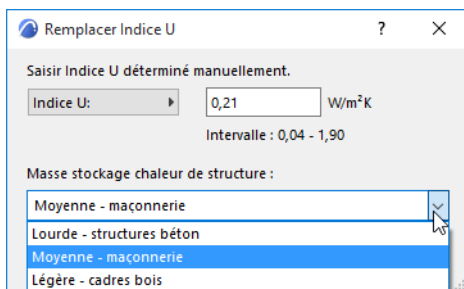 Remplacer Indice U ? ×
Saisir Indice U déterminé manuellement.
Indice U: 0,21 W/m²K
Intervalle : 0,04 - 1,90
Masse stockage chaleur de structure :
Moyenne - maçonnerie
Lourde - structures béton
Moyenne - maçonnerie
Légère - cadres bois